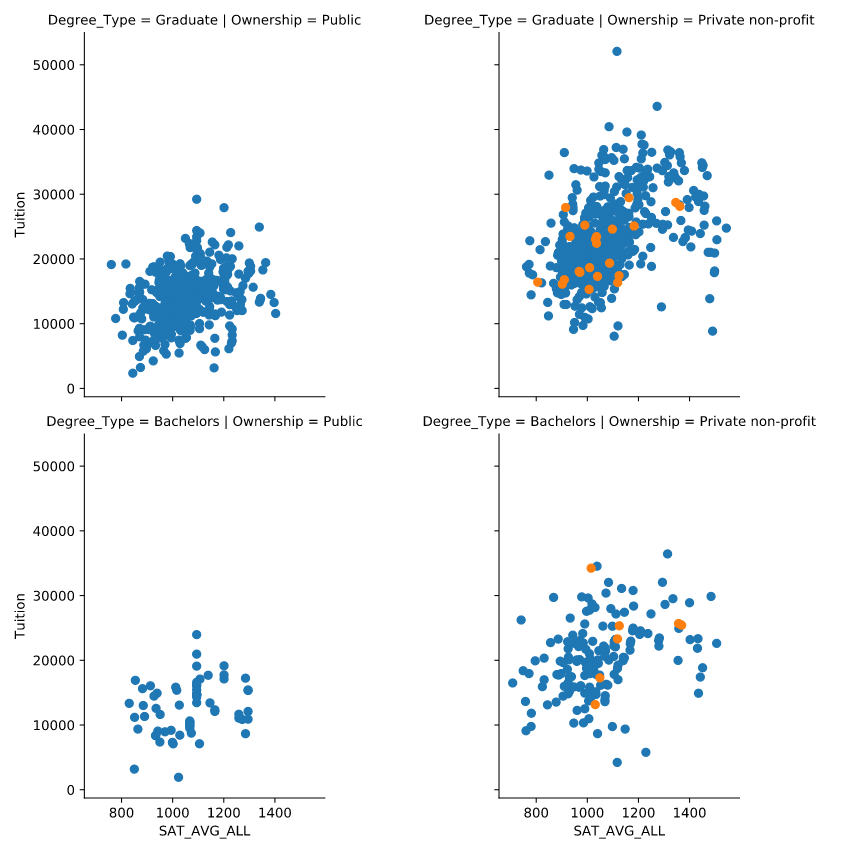 Degree_Type = Graduate | Ownership = Public
Degree_Type = Graduate | Ownership = Private non-profit
50000
40000
30000
20000
10000
0
Tuition
Degree_Type = Bachelors | Ownership = Public
Degree_Type = Bachelors | Ownership = Private non-profit
50000
40000
30000
20000
10000
0
Tuition
800 1000 1200 1400
SAT_AVG_ALL
800 1000 1200 1400
SAT_AVG_ALL